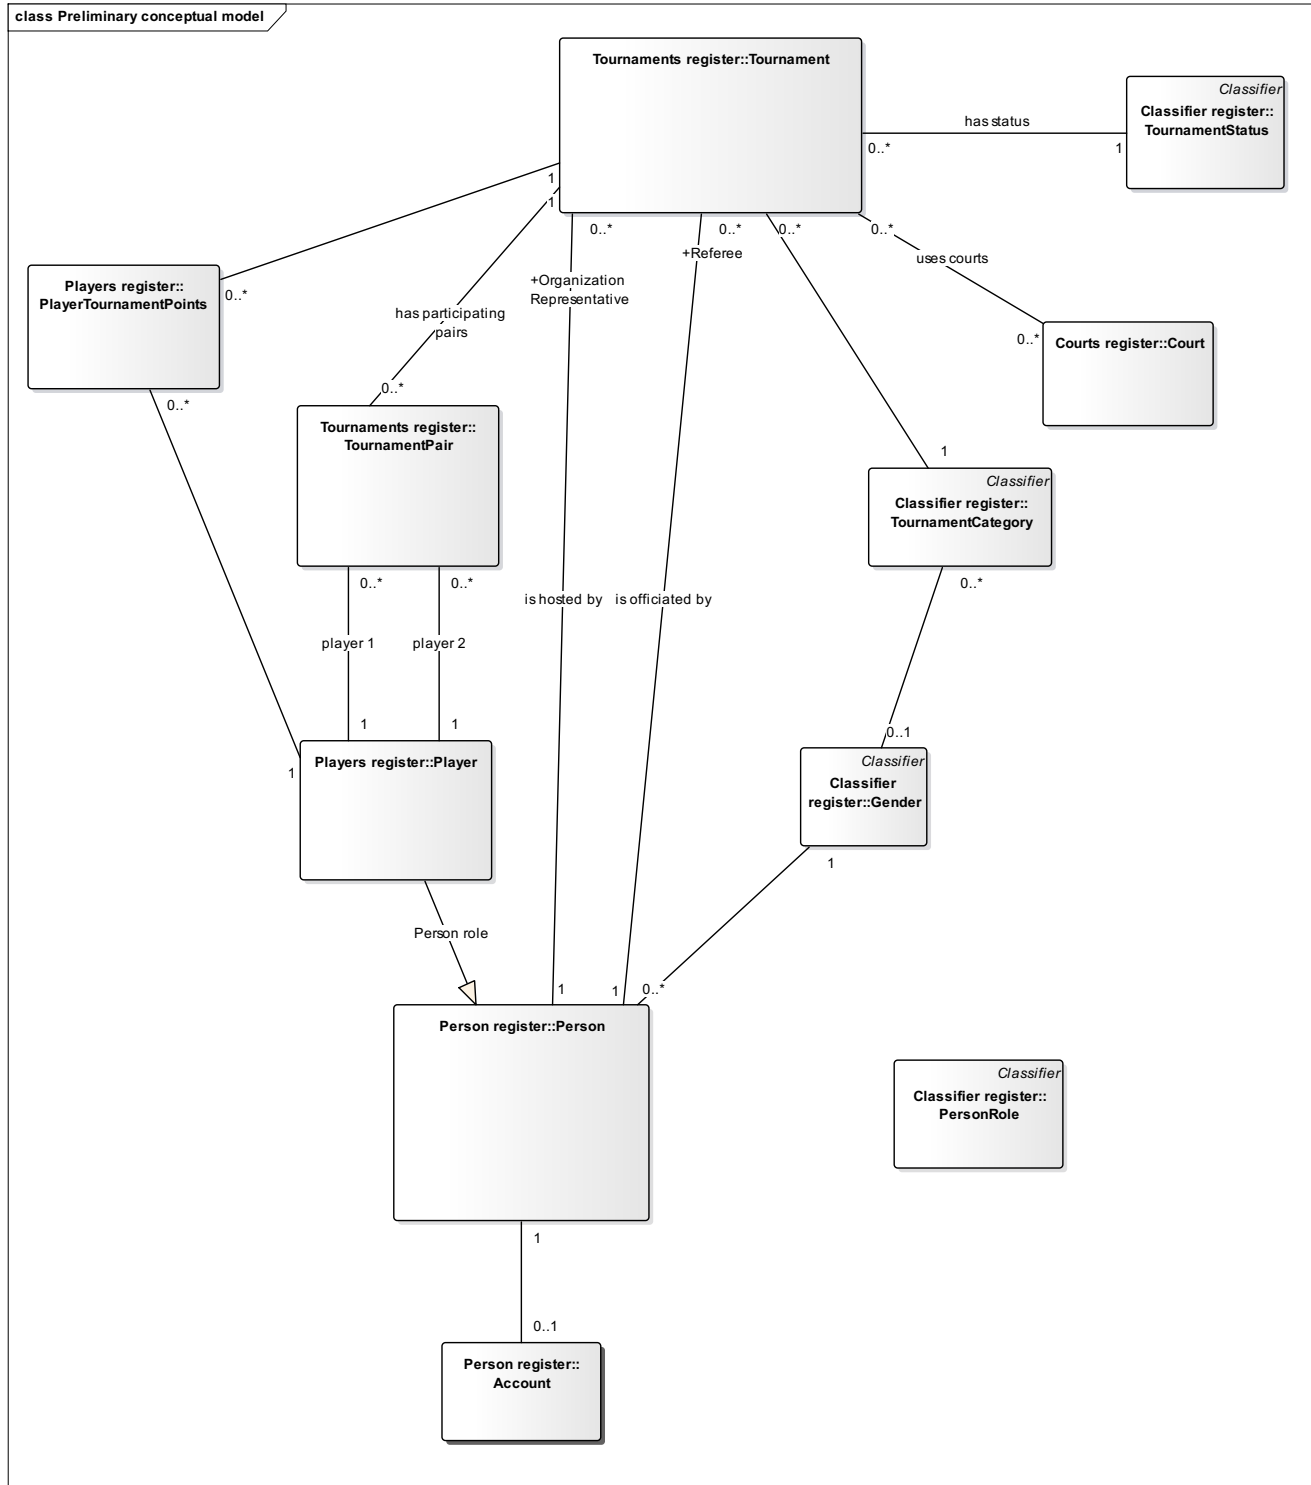 class Preliminary conceptual model
Tournaments register::Tournament
Classifier
Classifier register::
TournamentStatus
has status
0..*
1
1
1
0..*
0..*
0..*
0..*
+Referee
uses courts
+Organization
Representative
Players register::
PlayerTournamentPoints
0..*
has participating
pairs
0..*
Courts register::Court
0..*
0..*
Tournaments register::
TournamentPair
1
Classifier
Classifier register::
TournamentCategory
0..*
0..*
0..*
is hosted by
is officiated by
player 1
player 2
1
1
0..1
Players register::Player
1
Classifier
Classifier
register::Gender
1
Person role
1
1
0..*
Person register::Person
Classifier
Classifier register::
PersonRole
1
0..1
Person register::
Account